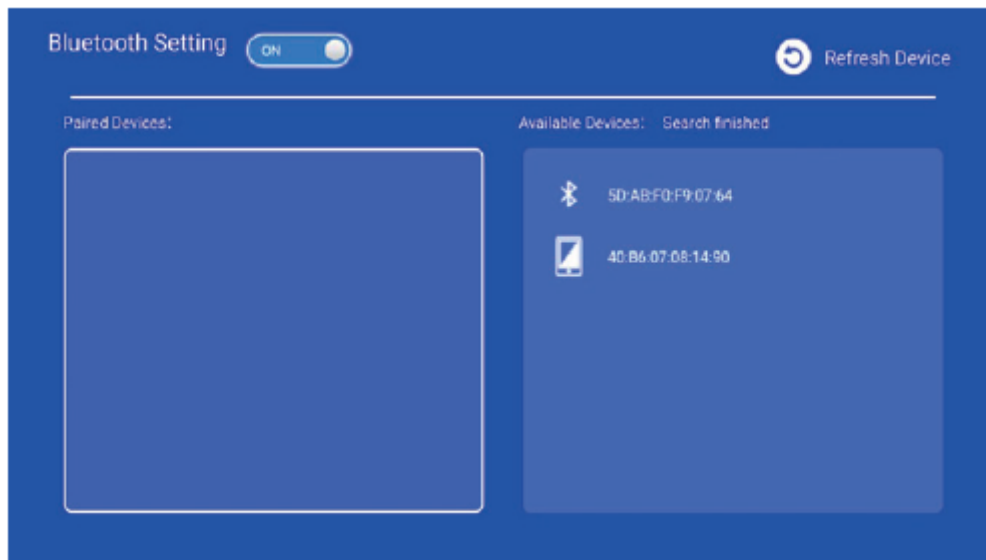 Bluetooth Setting
ON
Refresh Device
Paired Devices:
Available Devices: Search finished
5D:AB:F0:F9:07:64
40:B6:07:08:14:90